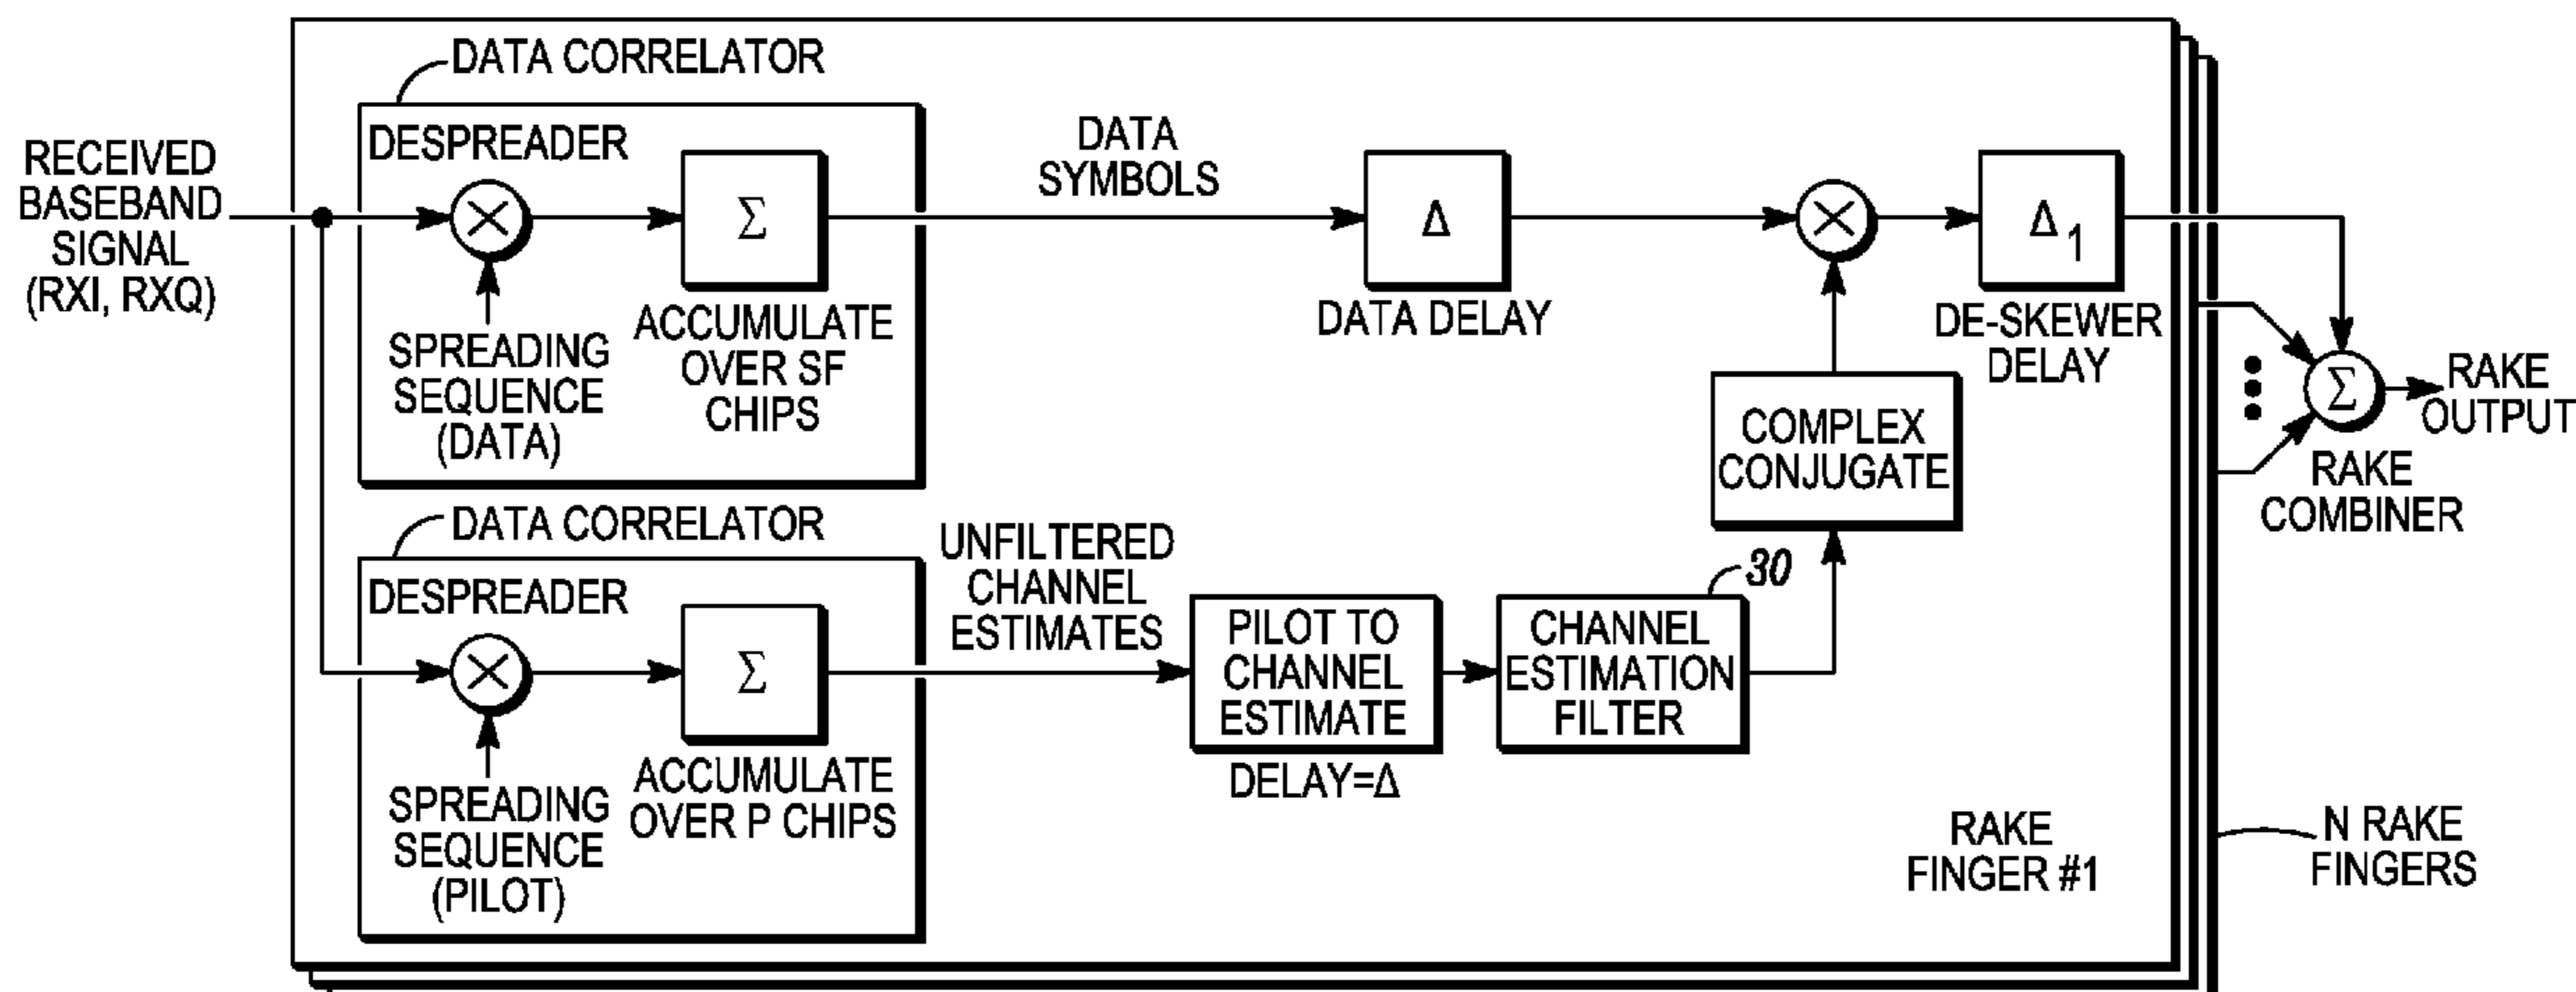 DATA CORRELATOR
RECEIVED
BASEBAND
SIGNAL
(RXI, RXQ)
DESPREADER
Σ
SPREADING
SEQUENCE
(DATA)
ACCUMULATE
OVER SF
CHIPS
DATA
SYMBOLS
Δ
DATA DELAY
Δ1
DE-SKEWER
DELAY
COMPLEX
CONJUGATE
Σ
RAKE
OUTPUT
RAKE
COMBINER
DATA CORRELATOR
DESPREADER
Σ
SPREADING
SEQUENCE
(PILOT)
ACCUMULATE
OVER P CHIPS
UNFILTERED
CHANNEL
ESTIMATES
PILOT TO
CHANNEL
ESTIMATE
DELAY=Δ
30
CHANNEL
ESTIMATION
FILTER
RAKE
FINGER #1
N RAKE
FINGERS